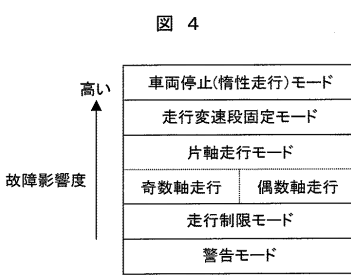 図 4
高い
故障影響度
車両停止(惰性走行)モード
走行変速段固定モード
片軸走行モード
奇数軸走行
偶数軸走行
走行制限モード
警告モード